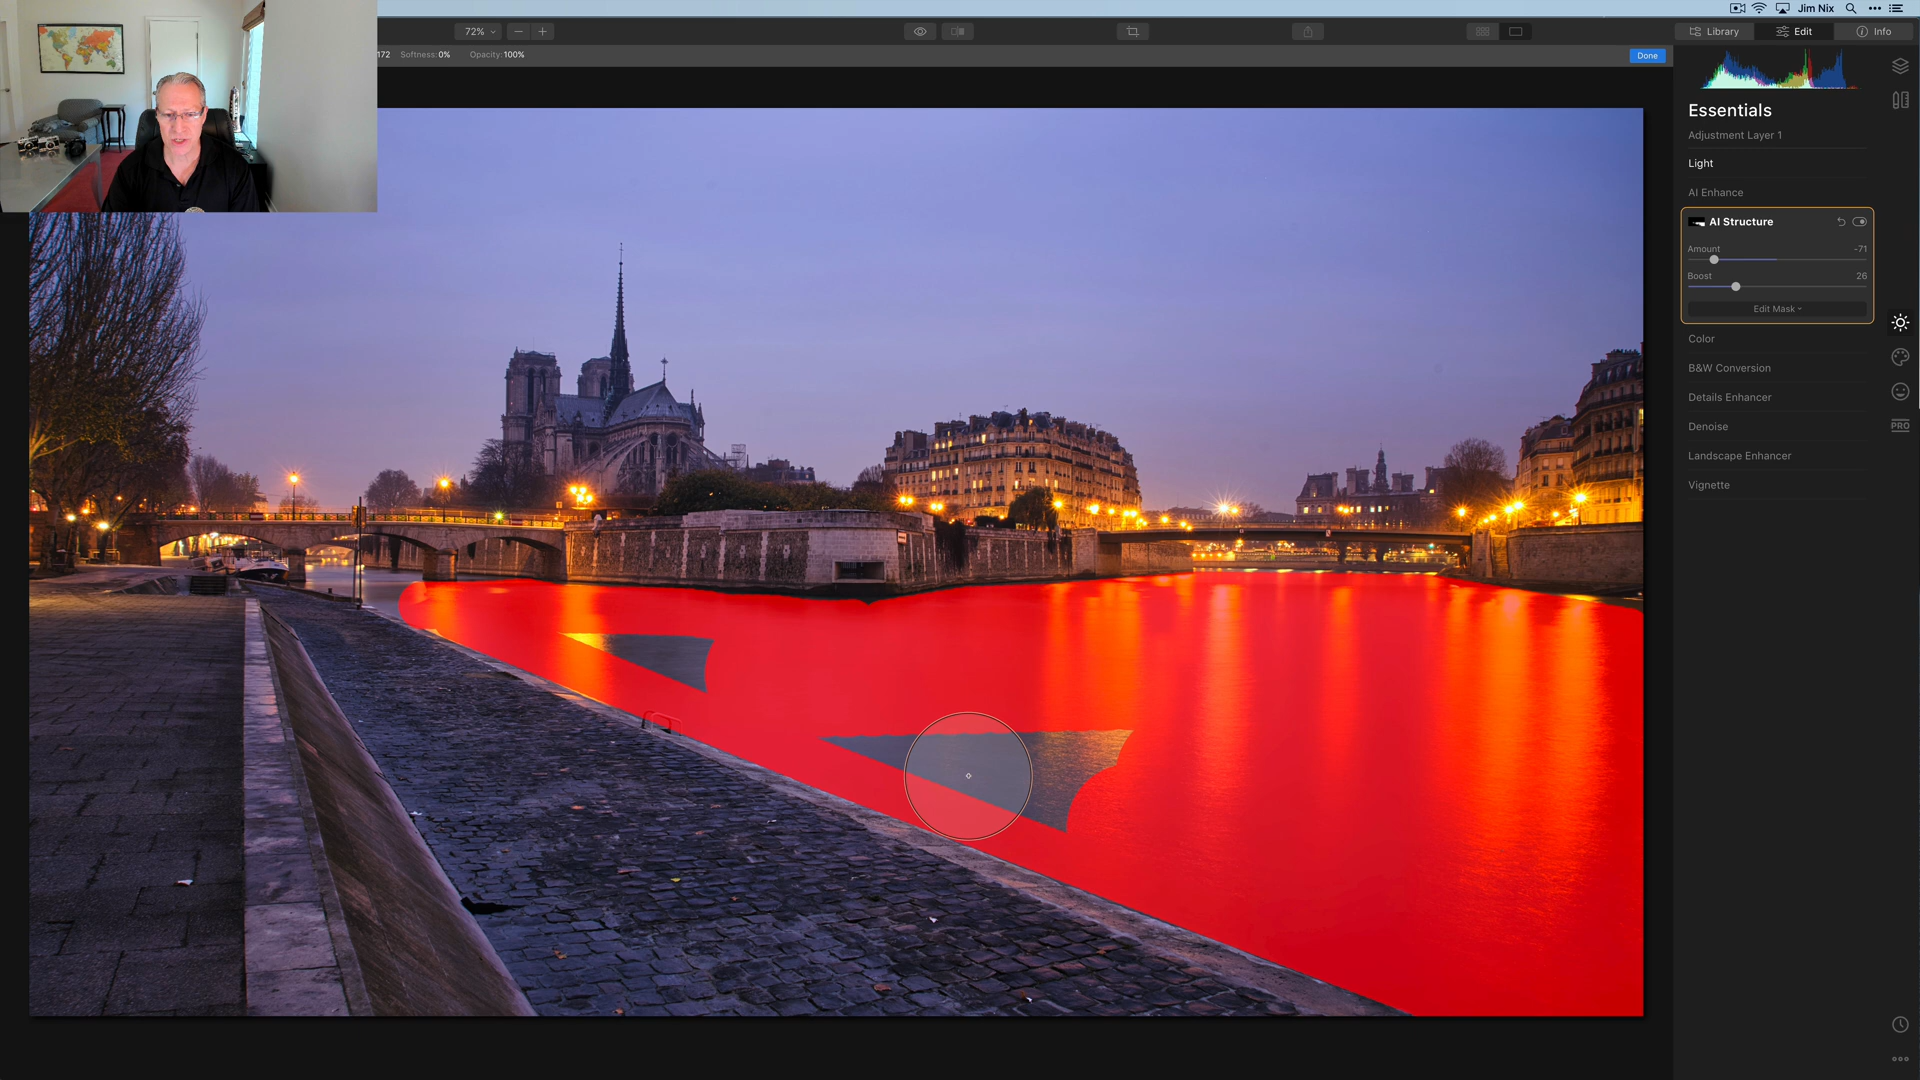 Jim Nix
72%
Library
Edit
Info
172 Softness: 0% Opacity: 100%
Done
Essentials
Adjustment Layer 1
Light
AI Enhance
AI Structure
Amount -71
Boost 26
Edit Mask
Color
B&W Conversion
Details Enhancer
Denoise
Landscape Enhancer
Vignette
PRO